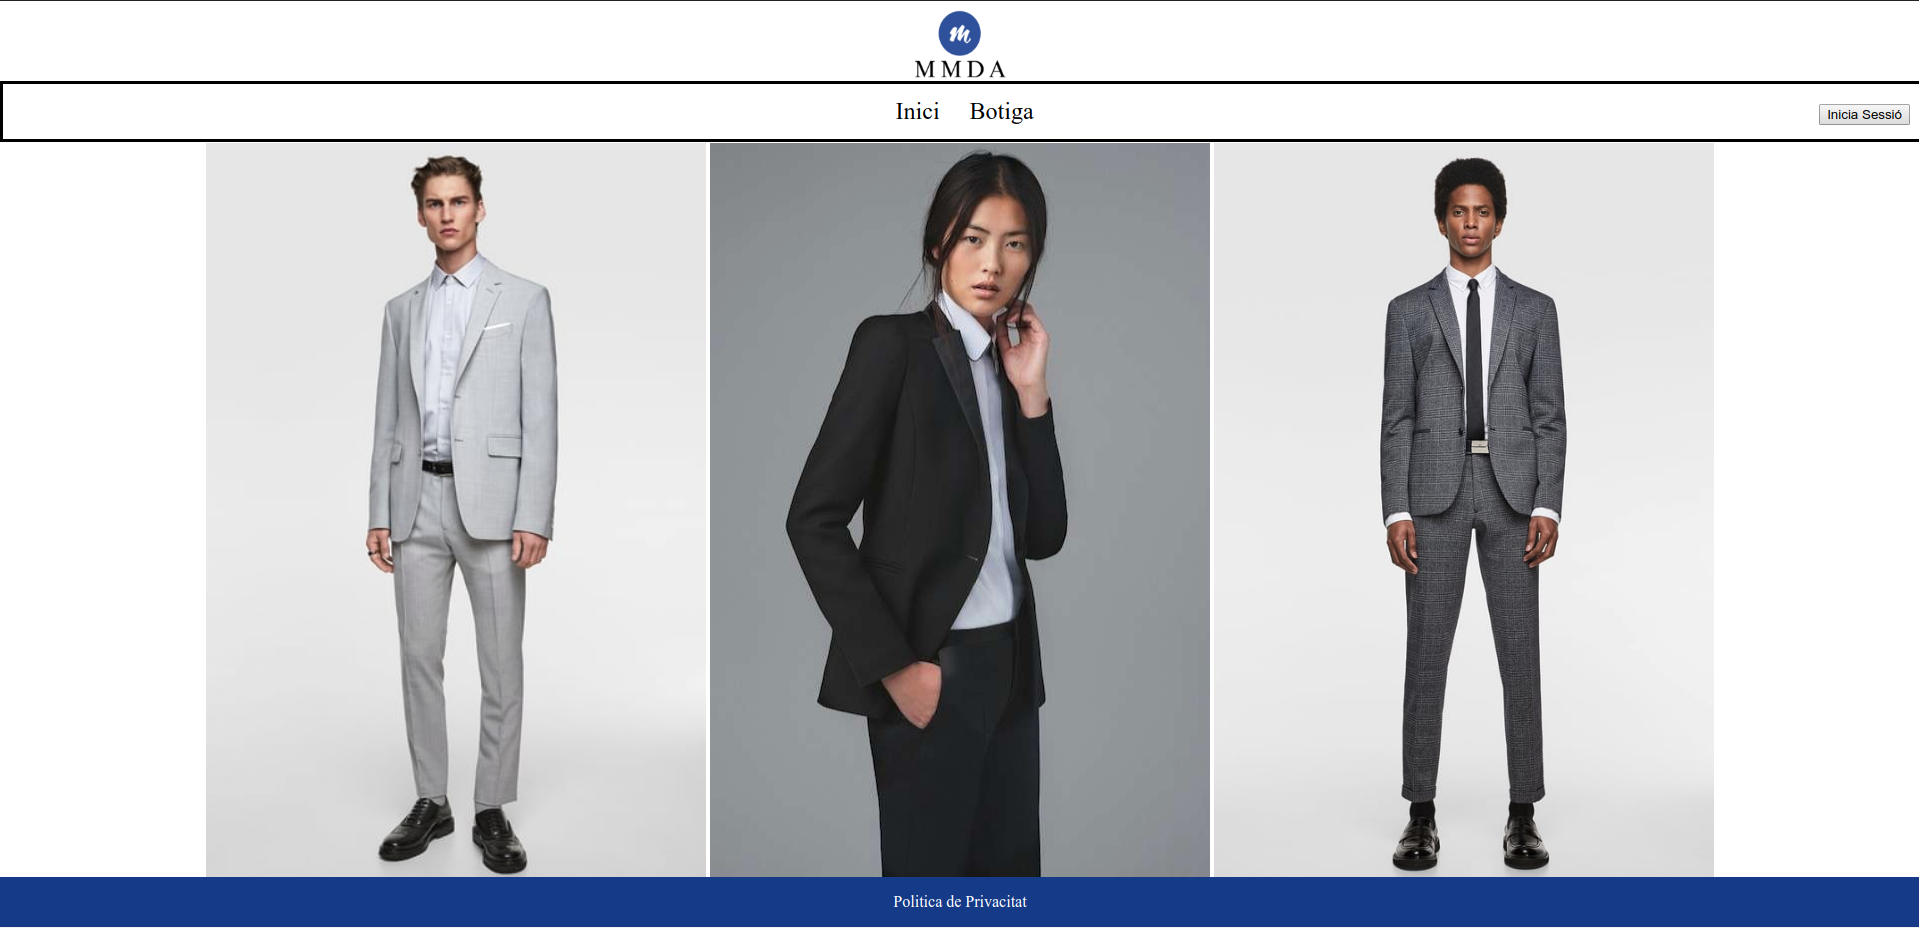 m
MMDA
Inici Botiga
Inicia Sessió
Politica de Privacitat